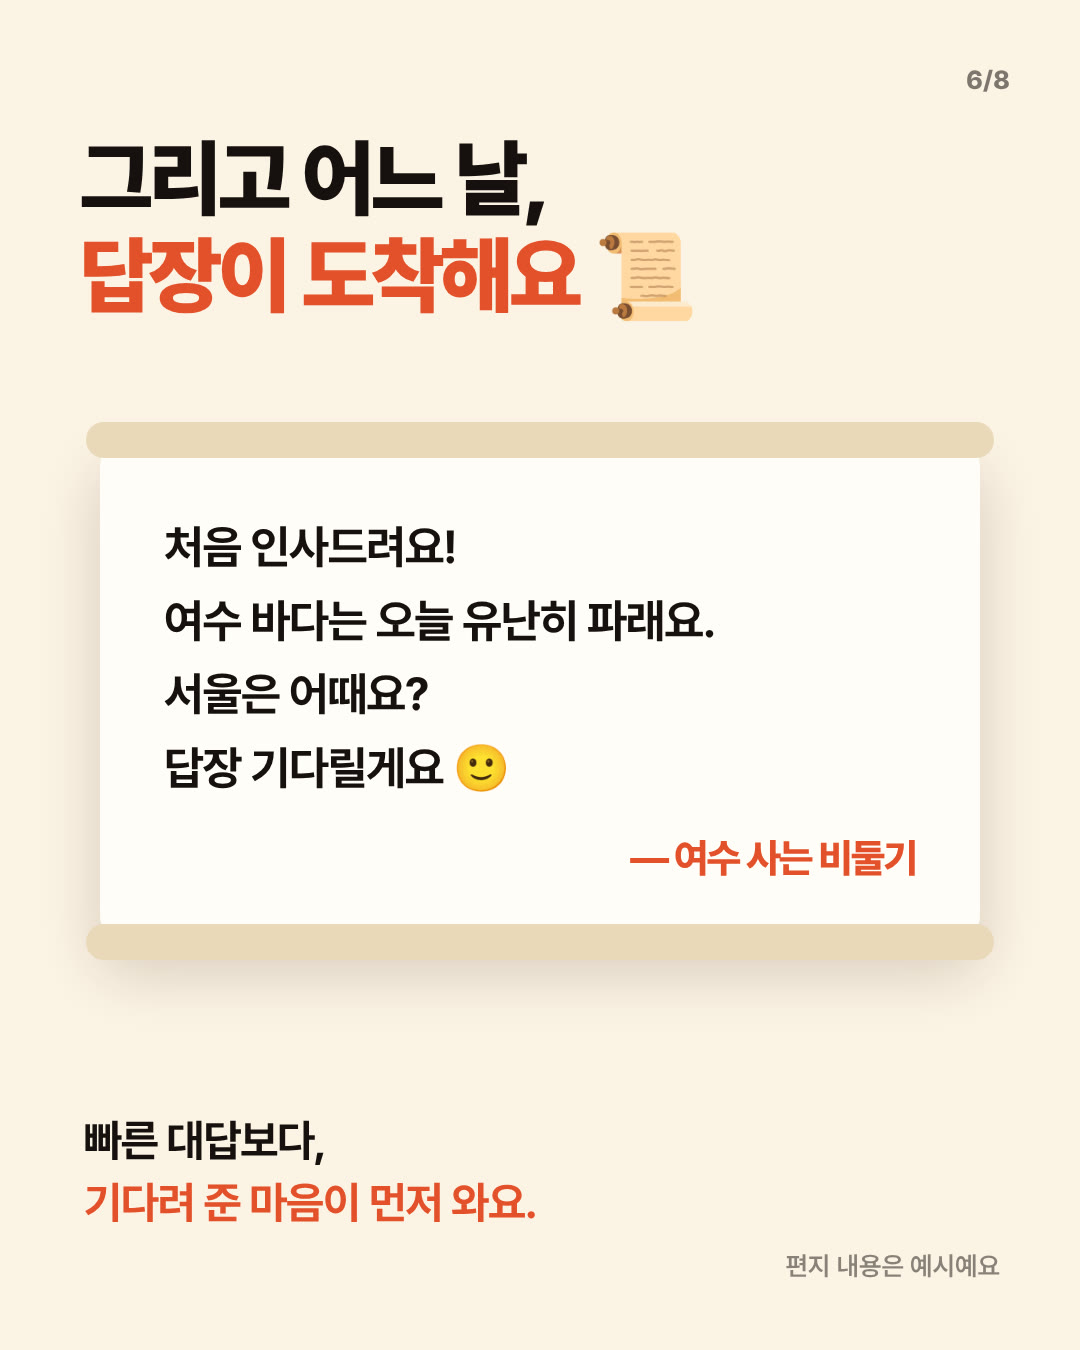 6/8
그리고 어느 날,
답장이 도착해요 📜
처음 인사드려요!
여수 바다는 오늘 유난히 파래요.
서울은 어때요?
답장 기다릴게요 🙂
— 여수 사는 비둘기
빠른 대답보다,
기다려 준 마음이 먼저 와요.
편지 내용은 예시예요